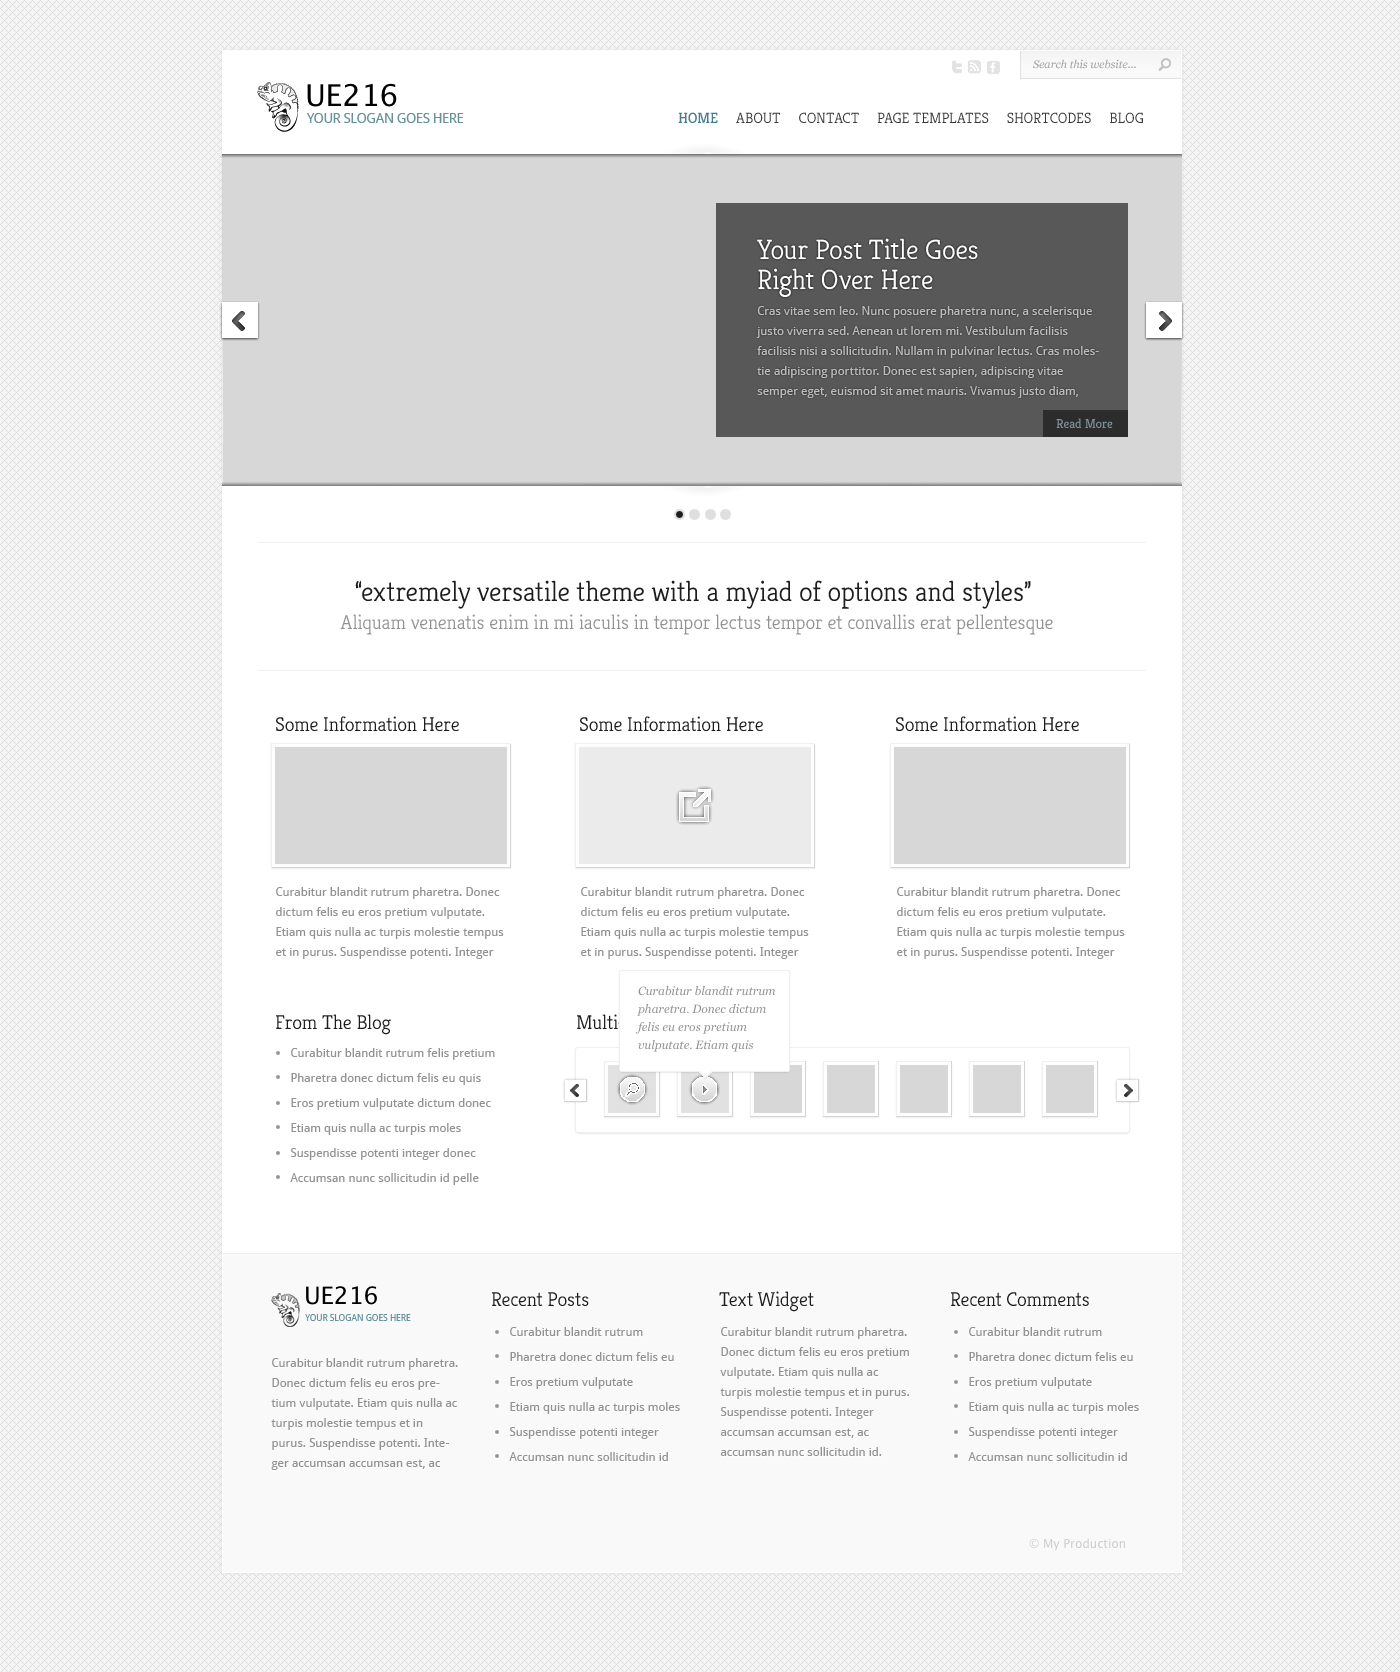 Search this website...
UE216
YOUR SLOGAN GOES HERE
HOME ABOUT CONTACT PAGE TEMPLATES SHORTCODES BLOG
Your Post Title Goes
Right Over Here
Cras vitae sem leo. Nunc posuere pharetra nunc, a scelerisque
justo viverra sed. Aenean ut lorem mi. Vestibulum facilisis
facilisis nisi a sollicitudin. Nullam in pulvinar lectus. Cras moles-
tie adipiscing porttitor. Donec est sapien, adipiscing vitae
semper eget, euismod sit amet mauris. Vivamus justo diam,
Read More
“extremely versatile theme with a myiad of options and styles”
Aliquam venenatis enim in mi iaculis in tempor lectus tempor et convallis erat pellentesque
Some Information Here
Curabitur blandit rutrum pharetra. Donec
dictum felis eu eros pretium vulputate.
Etiam quis nulla ac turpis molestie tempus
et in purus. Suspendisse potenti. Integer
Some Information Here
Curabitur blandit rutrum pharetra. Donec
dictum felis eu eros pretium vulputate.
Etiam quis nulla ac turpis molestie tempus
et in purus. Suspendisse potenti. Integer
Some Information Here
Curabitur blandit rutrum pharetra. Donec
dictum felis eu eros pretium vulputate.
Etiam quis nulla ac turpis molestie tempus
et in purus. Suspendisse potenti. Integer
From The Blog
Curabitur blandit rutrum felis pretium
Pharetra donec dictum felis eu quis
Eros pretium vulputate dictum donec
Etiam quis nulla ac turpis moles
Suspendisse potenti integer donec
Accumsan nunc sollicitudin id pelle
Multi
Curabitur blandit rutrum
pharetra. Donec dictum
felis eu eros pretium
vulputate. Etiam quis
UE216
YOUR SLOGAN GOES HERE
Curabitur blandit rutrum pharetra.
Donec dictum felis eu eros pre-
tium vulputate. Etiam quis nulla ac
turpis molestie tempus et in
purus. Suspendisse potenti. Inte-
ger accumsan accumsan est, ac
Recent Posts
Curabitur blandit rutrum
Pharetra donec dictum felis eu
Eros pretium vulputate
Etiam quis nulla ac turpis moles
Suspendisse potenti integer
Accumsan nunc sollicitudin id
Text Widget
Curabitur blandit rutrum pharetra.
Donec dictum felis eu eros pretium
vulputate. Etiam quis nulla ac
turpis molestie tempus et in purus.
Suspendisse potenti. Integer
accumsan accumsan est, ac
accumsan nunc sollicitudin id.
Recent Comments
Curabitur blandit rutrum
Pharetra donec dictum felis eu
Eros pretium vulputate
Etiam quis nulla ac turpis moles
Suspendisse potenti integer
Accumsan nunc sollicitudin id
© My Production